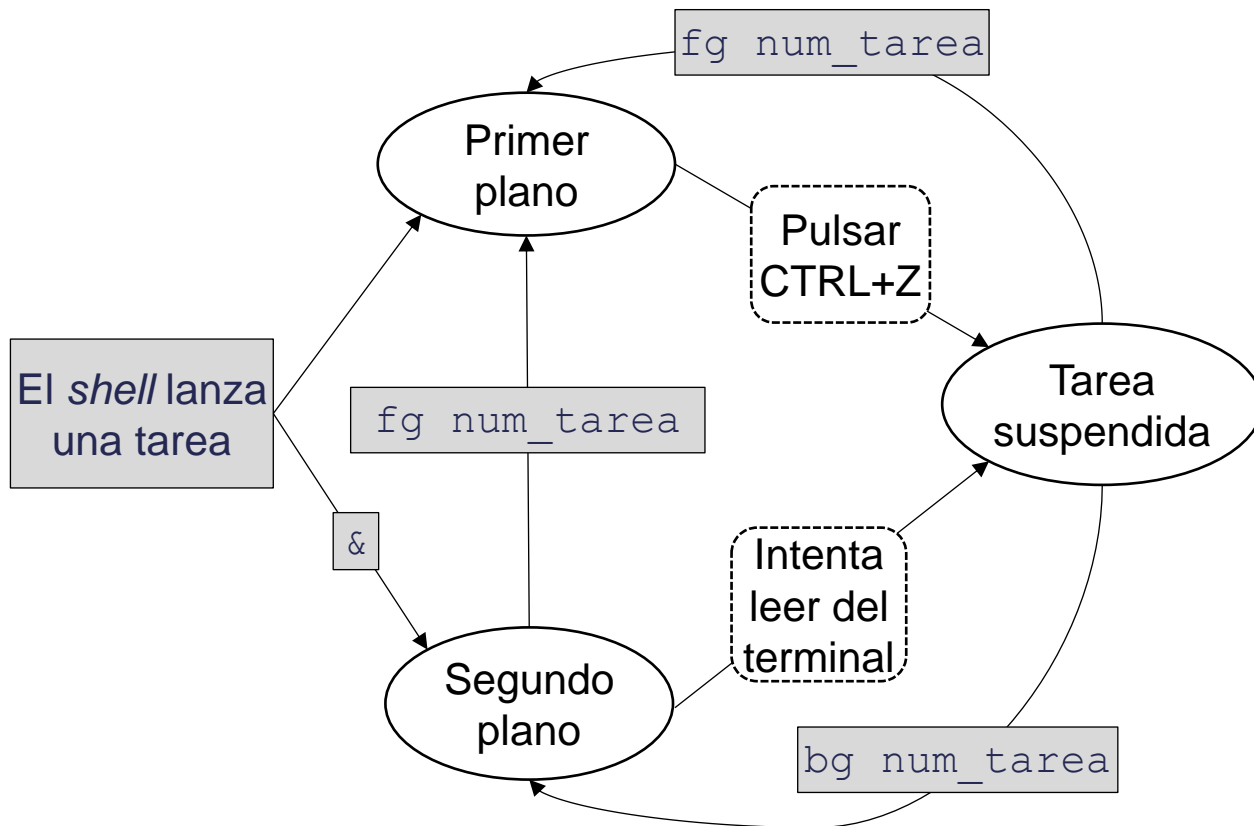 fg num_tarea
Primer
plano
Pulsar
CTRL+Z
El shell lanza
una tarea
fg num_tarea
Tarea
suspendida
&
Intenta
leer del
terminal
Segundo
plano
bg num_tarea